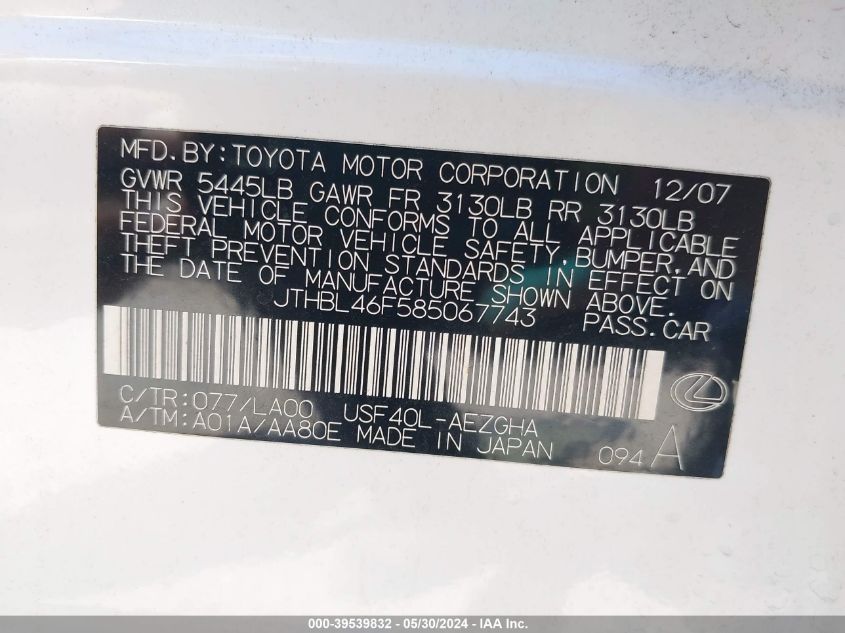 MFD.BY:TOYOTA MOTOR CORPORATION 12/07
GVWR 5445LB GAWR FR 3130LB RR 3130LB
THIS VEHICLE CONFORMS TO ALL APPLICABLE
FEDERAL MOTOR VEHICLE SAFETY,BUMPER,AND
THEFT PREVENTION STANDARDS IN EFFECT ON
THE DATE OF MANUFACTURE SHOWN ABOVE.
JTHBL46F585067743 PASS.CAR
C/TR:077/LA00 USF40L-AEZGHA
A/TM:A01A/AA80E MADE IN JAPAN 094 A
000-39539832 - 05/30/2024 - IAA Inc.